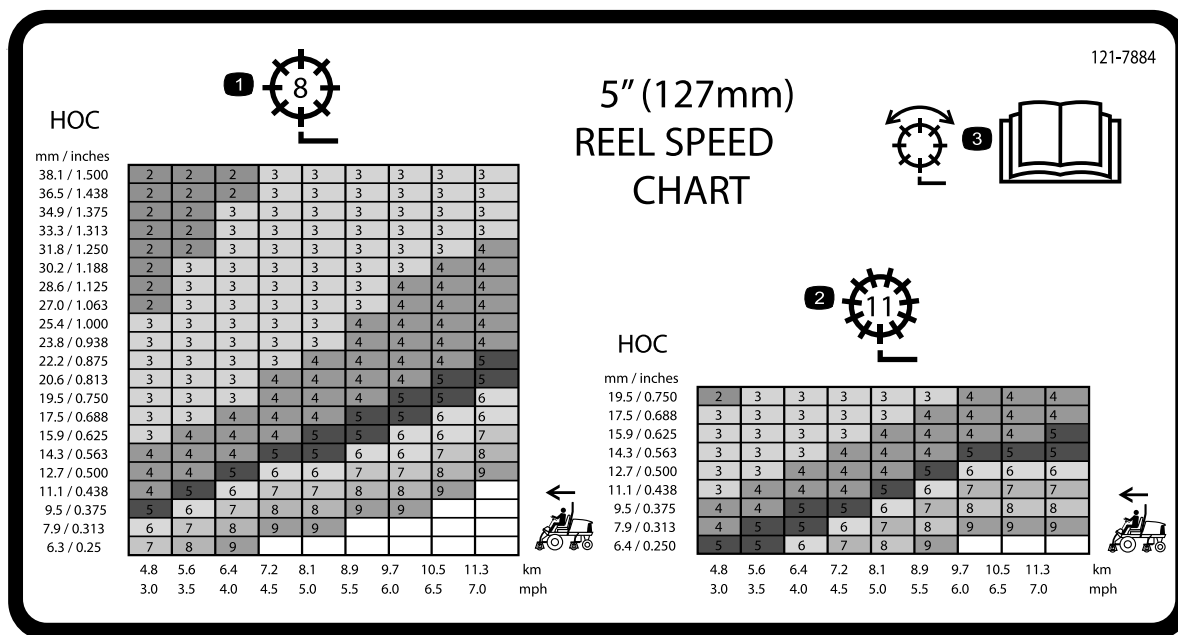 121-7884
1
8
5" (127mm)
REEL SPEED
CHART
3
HOC
mm / inches
38.1 / 1.500 2 2 2 3 3 3 3 3 3
36.5 / 1.438 2 2 2 3 3 3 3 3 3
34.9 / 1.375 2 2 3 3 3 3 3 3 3
33.3 / 1.313 2 2 3 3 3 3 3 3 3
31.8 / 1.250 2 2 3 3 3 3 3 3 4
30.2 / 1.188 2 3 3 3 3 3 3 4 4
28.6 / 1.125 2 3 3 3 3 3 4 4 4
27.0 / 1.063 2 3 3 3 3 3 4 4 4
25.4 / 1.000 3 3 3 3 3 4 4 4 4
23.8 / 0.938 3 3 3 3 3 4 4 4 4
22.2 / 0.875 3 3 3 3 4 4 4 4 5
20.6 / 0.813 3 3 3 4 4 4 4 5 5
19.5 / 0.750 3 3 3 4 4 4 5 5 6
17.5 / 0.688 3 3 4 4 4 5 5 6 6
15.9 / 0.625 3 4 4 4 5 5 6 6 7
14.3 / 0.563 4 4 4 5 5 6 6 7 8
12.7 / 0.500 4 4 5 6 6 7 7 8 9
11.1 / 0.438 4 5 6 7 7 8 8 9
9.5 / 0.375 5 6 7 8 8 9 9
7.9 / 0.313 6 7 8 9 9
6.3 / 0.25 7 8 9
4.8 5.6 6.4 7.2 8.1 8.9 9.7 10.5 11.3 km
3.0 3.5 4.0 4.5 5.0 5.5 6.0 6.5 7.0 mph
2
11
HOC
mm / inches
19.5 / 0.750 2 3 3 3 3 3 4 4 4
17.5 / 0.688 3 3 3 3 3 4 4 4 4
15.9 / 0.625 3 3 3 3 4 4 4 4 5
14.3 / 0.563 3 3 3 4 4 4 5 5 5
12.7 / 0.500 3 3 4 4 4 5 6 6 6
11.1 / 0.438 3 4 4 4 5 6 7 7 7
9.5 / 0.375 4 4 5 5 6 7 8 8 8
7.9 / 0.313 4 5 5 6 7 8 9 9 9
6.4 / 0.250 5 5 6 7 8 9
4.8 5.6 6.4 7.2 8.1 8.9 9.7 10.5 11.3 km
3.0 3.5 4.0 4.5 5.0 5.5 6.0 6.5 7.0 mph